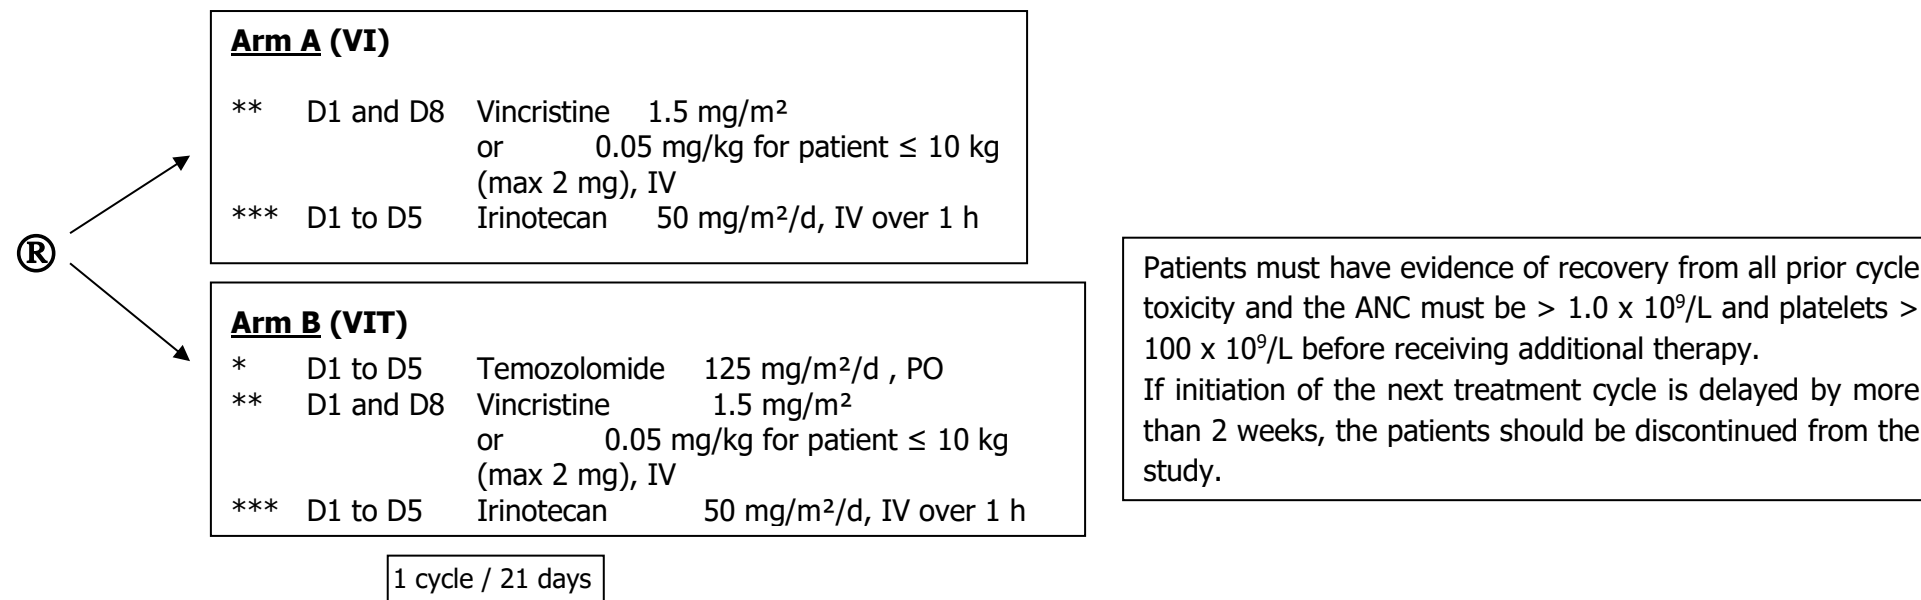 ®
Arm A (VI)
** D1 and D8 Vincristine 1.5 mg/m²
or 0.05 mg/kg for patient ≤ 10 kg
(max 2 mg), IV
*** D1 to D5 Irinotecan 50 mg/m²/d, IV over 1 h
Arm B (VIT)
* D1 to D5 Temozolomide 125 mg/m²/d , PO
** D1 and D8 Vincristine 1.5 mg/m²
or 0.05 mg/kg for patient ≤ 10 kg
(max 2 mg), IV
*** D1 to D5 Irinotecan 50 mg/m²/d, IV over 1 h
1 cycle / 21 days
Patients must have evidence of recovery from all prior cycle
toxicity and the ANC must be > 1.0 x 10⁹/L and platelets >
100 x 10⁹/L before receiving additional therapy.
If initiation of the next treatment cycle is delayed by more
than 2 weeks, the patients should be discontinued from the
study.